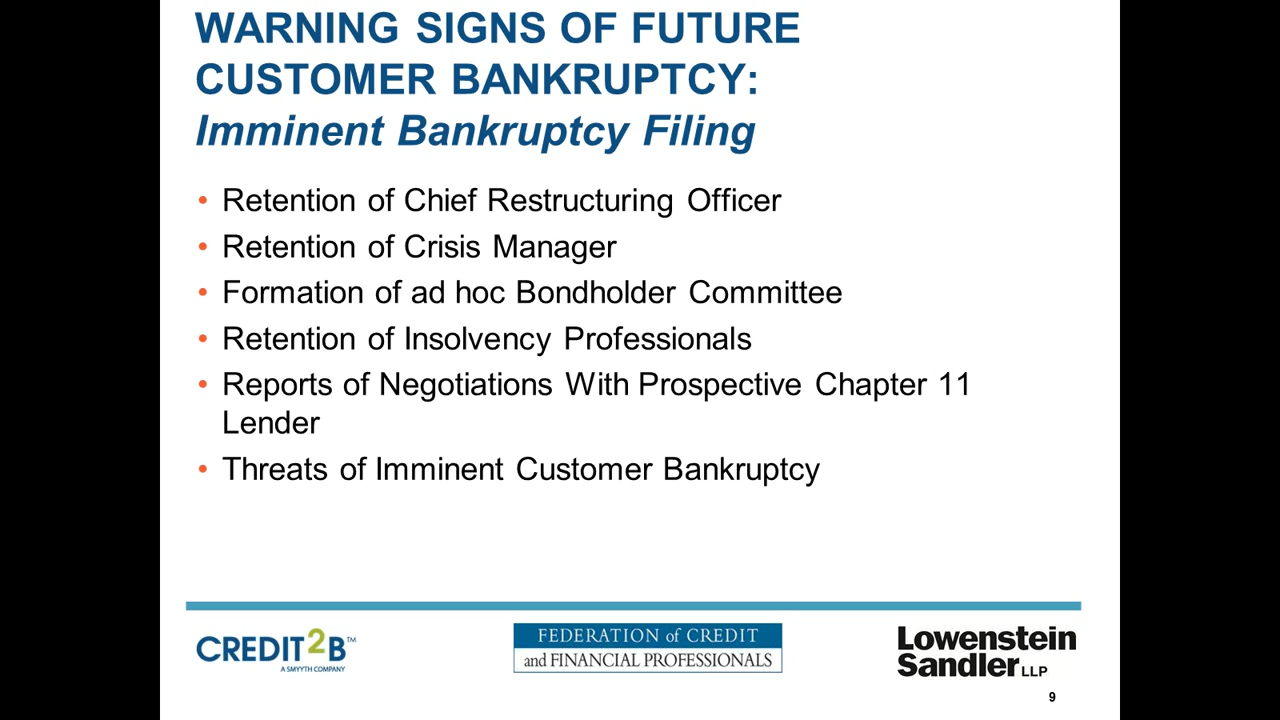 WARNING SIGNS OF FUTURE
CUSTOMER BANKRUPTCY:
Imminent Bankruptcy Filing
• Retention of Chief Restructuring Officer
• Retention of Crisis Manager
• Formation of ad hoc Bondholder Committee
• Retention of Insolvency Professionals
• Reports of Negotiations With Prospective Chapter 11
Lender
• Threats of Imminent Customer Bankruptcy
CREDIT2B™
A SMYYTH COMPANY
FEDERATION of CREDIT
and FINANCIAL PROFESSIONALS
Lowenstein
Sandler LLP
9